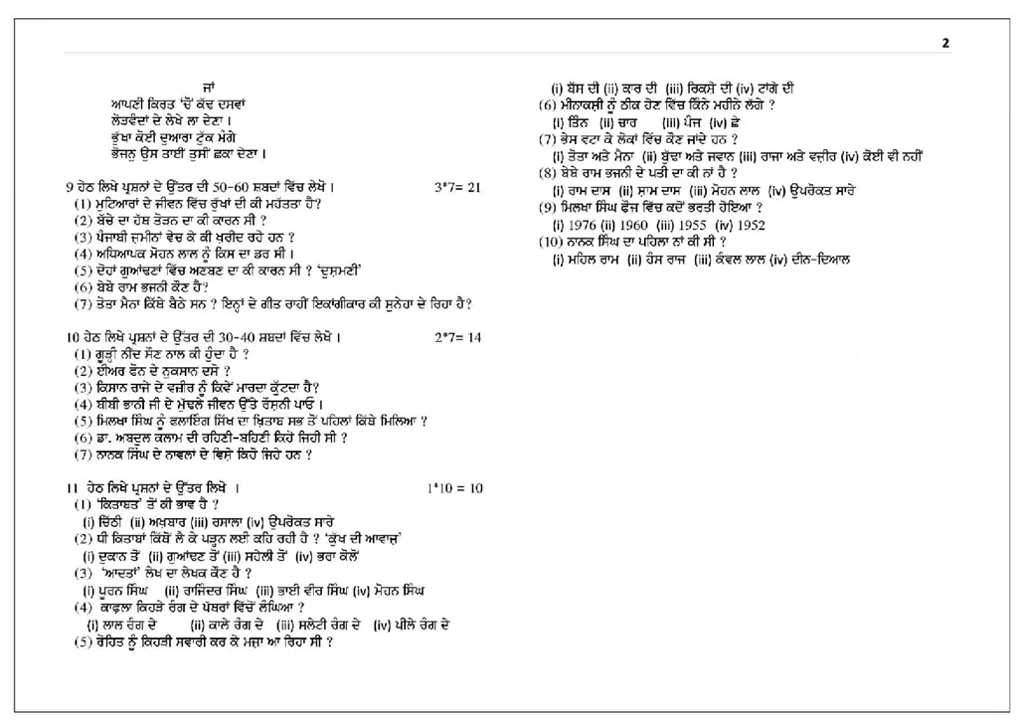 2
ਜਾਂ
ਆਪਣੀ ਕਿਰਤ 'ਚੋਂ ਕੱਢ ਦਸਵਾਂ
ਲੋੜਵੰਦਾਂ ਦੇ ਲੇਖੇ ਲਾ ਦੇਣਾ ।
ਭੁੱਖਾ ਕੋਈ ਦੁਆਰਾ ਟੁੱਕ ਮੰਗੇ
ਭੋਜਨੁ ਉਸ ਤਾਈਂ ਤੁਸੀਂ ਛਕਾ ਦੇਣਾ ।
9 ਹੇਠ ਲਿਖੇ ਪ੍ਰਸ਼ਨਾਂ ਦੇ ਉੱਤਰ ਦੀ 50-60 ਸ਼ਬਦਾਂ ਵਿੱਚ ਲੇਖੋ । 3*7= 21
(1) ਮੁਟਿਆਰਾਂ ਦੇ ਜੀਵਨ ਵਿੱਚ ਰੁੱਖਾਂ ਦੀ ਕੀ ਮਹੱਤਤਾ ਹੈ?
(2) ਬੱਚੇ ਦਾ ਹੱਥ ਤੋੜਨ ਦਾ ਕੀ ਕਾਰਨ ਸੀ ?
(3) ਪੰਜਾਬੀ ਜ਼ਮੀਨਾਂ ਵੇਚ ਕੇ ਕੀ ਖ਼ਰੀਦ ਰਹੇ ਹਨ ?
(4) ਅਧਿਆਪਕ ਮੋਹਨ ਲਾਲ ਨੂੰ ਕਿਸ ਦਾ ਡਰ ਸੀ ।
(5) ਦੋਹਾਂ ਗੁਆਂਢਣਾਂ ਵਿੱਚ ਅਣਬਣ ਦਾ ਕੀ ਕਾਰਨ ਸੀ ? 'ਦੁਸ਼ਮਣੀ'
(6) ਬੇਬੇ ਰਾਮ ਭਜਨੀ ਕੌਣ ਹੈ?
(7) ਤੋਤਾ ਮੈਨਾ ਕਿੱਥੇ ਬੈਠੇ ਸਨ ? ਇਨ੍ਹਾਂ ਦੇ ਗੀਤ ਰਾਹੀਂ ਇਕਾਂਗੀਕਾਰ ਕੀ ਸੁਨੇਹਾ ਦੇ ਰਿਹਾ ਹੈ?
10 ਹੇਠ ਲਿਖੇ ਪ੍ਰਸ਼ਨਾਂ ਦੇ ਉੱਤਰ ਦੀ 30-40 ਸ਼ਬਦਾਂ ਵਿੱਚ ਲੇਖੋ । 2*7= 14
(1) ਗੂੜ੍ਹੀ ਨੀਂਦ ਸੌਣ ਨਾਲ ਕੀ ਹੁੰਦਾ ਹੈ ?
(2) ਈਅਰ ਫੋਨ ਦੇ ਨੁਕਸਾਨ ਦਸੋ ?
(3) ਕਿਸਾਨ ਰਾਜੇ ਦੇ ਵਜ਼ੀਰ ਨੂੰ ਕਿਵੇਂ ਮਾਰਦਾ ਕੁੱਟਦਾ ਹੈ?
(4) ਬੀਬੀ ਭਾਨੀ ਜੀ ਦੇ ਮੁੱਢਲੇ ਜੀਵਨ ਉੱਤੇ ਰੌਸ਼ਨੀ ਪਾਓ ।
(5) ਮਿਲਖਾ ਸਿੰਘ ਨੂੰ ਫਲਾਇੰਗ ਸਿੱਖ ਦਾ ਖ਼ਿਤਾਬ ਸਭ ਤੋਂ ਪਹਿਲਾਂ ਕਿੱਥੇ ਮਿਲਿਆ ?
(6) ਡਾ. ਅਬਦੁਲ ਕਲਾਮ ਦੀ ਰਹਿਣੀ-ਬਹਿਣੀ ਕਿਹੋ ਜਿਹੀ ਸੀ ?
(7) ਨਾਨਕ ਸਿੰਘ ਦੇ ਨਾਵਲਾਂ ਦੇ ਵਿਸ਼ੇ ਕਿਹੋ ਜਿਹੇ ਹਨ ?
11 ਹੇਠ ਲਿਖੇ ਪ੍ਰਸ਼ਨਾਂ ਦੇ ਉੱਤਰ ਲਿਖੋ । 1*10 = 10
(1) 'ਕਿਤਾਬਤ' ਤੋਂ ਕੀ ਭਾਵ ਹੈ ?
(i) ਚਿੱਠੀ (ii) ਅਖ਼ਬਾਰ (iii) ਰਸਾਲਾ (iv) ਉਪਰੋਕਤ ਸਾਰੇ
(2) ਧੀ ਕਿਤਾਬਾਂ ਕਿੱਥੋਂ ਲੈ ਕੇ ਪੜ੍ਹਨ ਲਈ ਕਹਿ ਰਹੀ ਹੈ ? 'ਕੁੱਖ ਦੀ ਆਵਾਜ਼'
(i) ਦੁਕਾਨ ਤੋਂ (ii) ਗੁਆਂਢਣ ਤੋਂ (iii) ਸਹੇਲੀ ਤੋਂ (iv) ਭਰਾ ਕੋਲੋਂ
(3) 'ਆਦਤਾਂ' ਲੇਖ ਦਾ ਲੇਖਕ ਕੌਣ ਹੈ ?
(i) ਪੂਰਨ ਸਿੰਘ (ii) ਰਾਜਿੰਦਰ ਸਿੰਘ (iii) ਭਾਈ ਵੀਰ ਸਿੰਘ (iv) ਮੋਹਨ ਸਿੰਘ
(4) ਕਾਫ਼ਲਾ ਕਿਹੜੇ ਰੰਗ ਦੇ ਪੱਥਰਾਂ ਵਿੱਚੋਂ ਲੰਘਿਆ ?
(i) ਲਾਲ ਰੰਗ ਦੇ (ii) ਕਾਲੇ ਰੰਗ ਦੇ (iii) ਸਲੇਟੀ ਰੰਗ ਦੇ (iv) ਪੀਲੇ ਰੰਗ ਦੇ
(5) ਰੋਹਿਤ ਨੂੰ ਕਿਹੜੀ ਸਵਾਰੀ ਕਰ ਕੇ ਮਜ਼ਾ ਆ ਰਿਹਾ ਸੀ ?
(i) ਬੱਸ ਦੀ (ii) ਕਾਰ ਦੀ (iii) ਰਿਕਸ਼ੇ ਦੀ (iv) ਟਾਂਗੇ ਦੀ
(6) ਮੀਨਾਕਸ਼ੀ ਨੂੰ ਠੀਕ ਹੋਣ ਵਿੱਚ ਕਿੰਨੇ ਮਹੀਨੇ ਲੱਗੇ ?
(i) ਤਿੰਨ (ii) ਚਾਰ (iii) ਪੰਜ (iv) ਛੇ
(7) ਭੇਸ ਵਟਾ ਕੇ ਲੋਕਾਂ ਵਿੱਚ ਕੌਣ ਜਾਂਦੇ ਹਨ ?
(i) ਤੋਤਾ ਅਤੇ ਮੈਨਾ (ii) ਬੁੱਢਾ ਅਤੇ ਜਵਾਨ (iii) ਰਾਜਾ ਅਤੇ ਵਜ਼ੀਰ (iv) ਕੋਈ ਵੀ ਨਹੀਂ
(8) ਬੇਬੇ ਰਾਮ ਭਜਨੀ ਦੇ ਪਤੀ ਦਾ ਕੀ ਨਾਂ ਹੈ ?
(i) ਰਾਮ ਦਾਸ (ii) ਸ਼ਾਮ ਦਾਸ (iii) ਮੋਹਨ ਲਾਲ (iv) ਉਪਰੋਕਤ ਸਾਰੇ
(9) ਮਿਲਖਾ ਸਿੰਘ ਫੌਜ ਵਿੱਚ ਕਦੋਂ ਭਰਤੀ ਹੋਇਆ ?
(i) 1976 (ii) 1960 (iii) 1955 (iv) 1952
(10) ਨਾਨਕ ਸਿੰਘ ਦਾ ਪਹਿਲਾ ਨਾਂ ਕੀ ਸੀ ?
(i) ਮਹਿਲ ਰਾਮ (ii) ਹੰਸ ਰਾਜ (iii) ਕੰਵਲ ਲਾਲ (iv) ਦੀਨ-ਦਿਆਲ